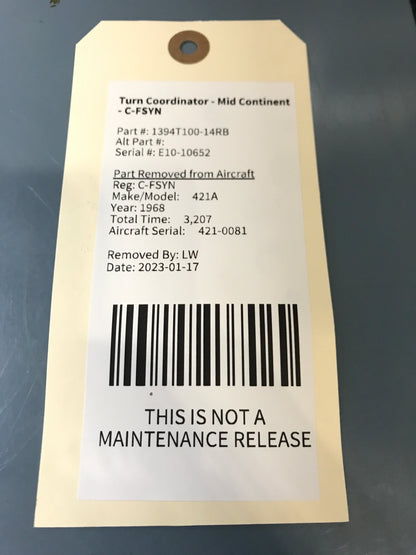 Turn Coordinator - Mid Continent
- C-FSYN
Part #: 1394T100-14RB
Alt Part #:
Serial #: E10-10652
Part Removed from Aircraft
Reg: C-FSYN
Make/Model: 421A
Year: 1968
Total Time: 3,207
Aircraft Serial: 421-0081
Removed By: LW
Date: 2023-01-17
THIS IS NOT A
MAINTENANCE RELEASE